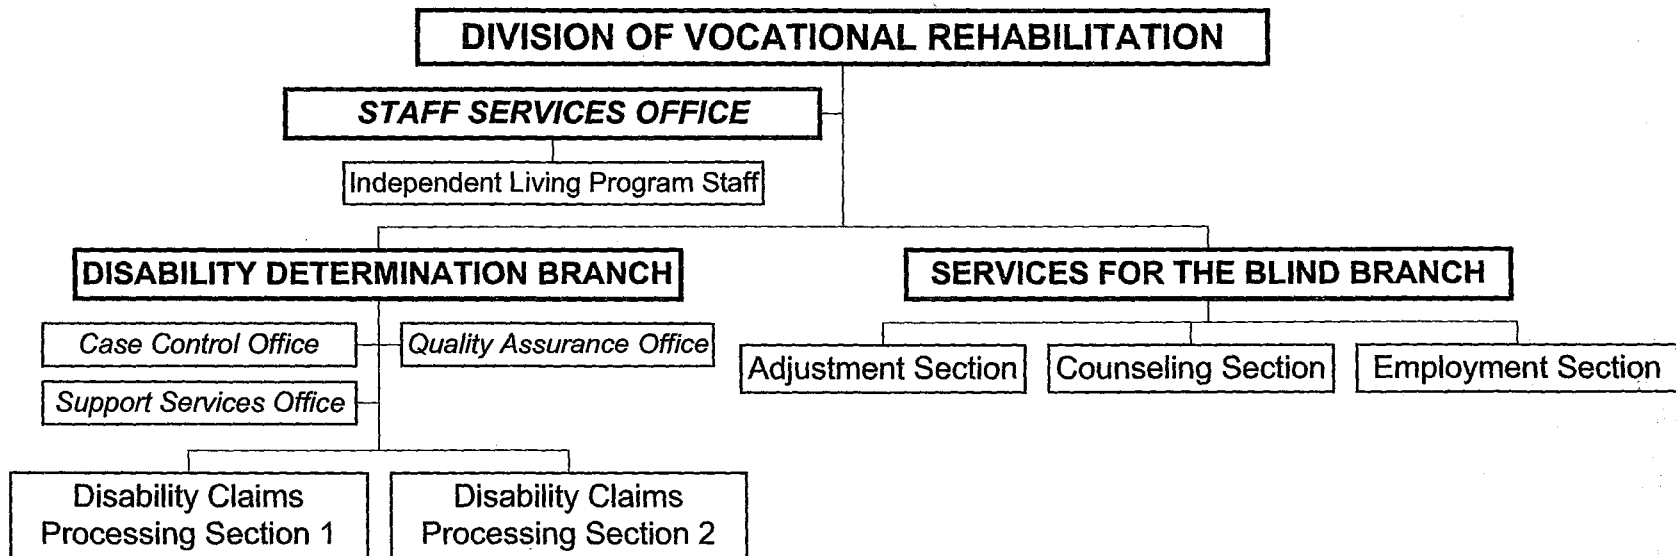 DIVISION OF VOCATIONAL REHABILITATION
STAFF SERVICES OFFICE
Independent Living Program Staff
DISABILITY DETERMINATION BRANCH
SERVICES FOR THE BLIND BRANCH
Case Control Office
Quality Assurance Office
Support Services Office
Adjustment Section
Counseling Section
Employment Section
Disability Claims
Processing Section 1
Disability Claims
Processing Section 2